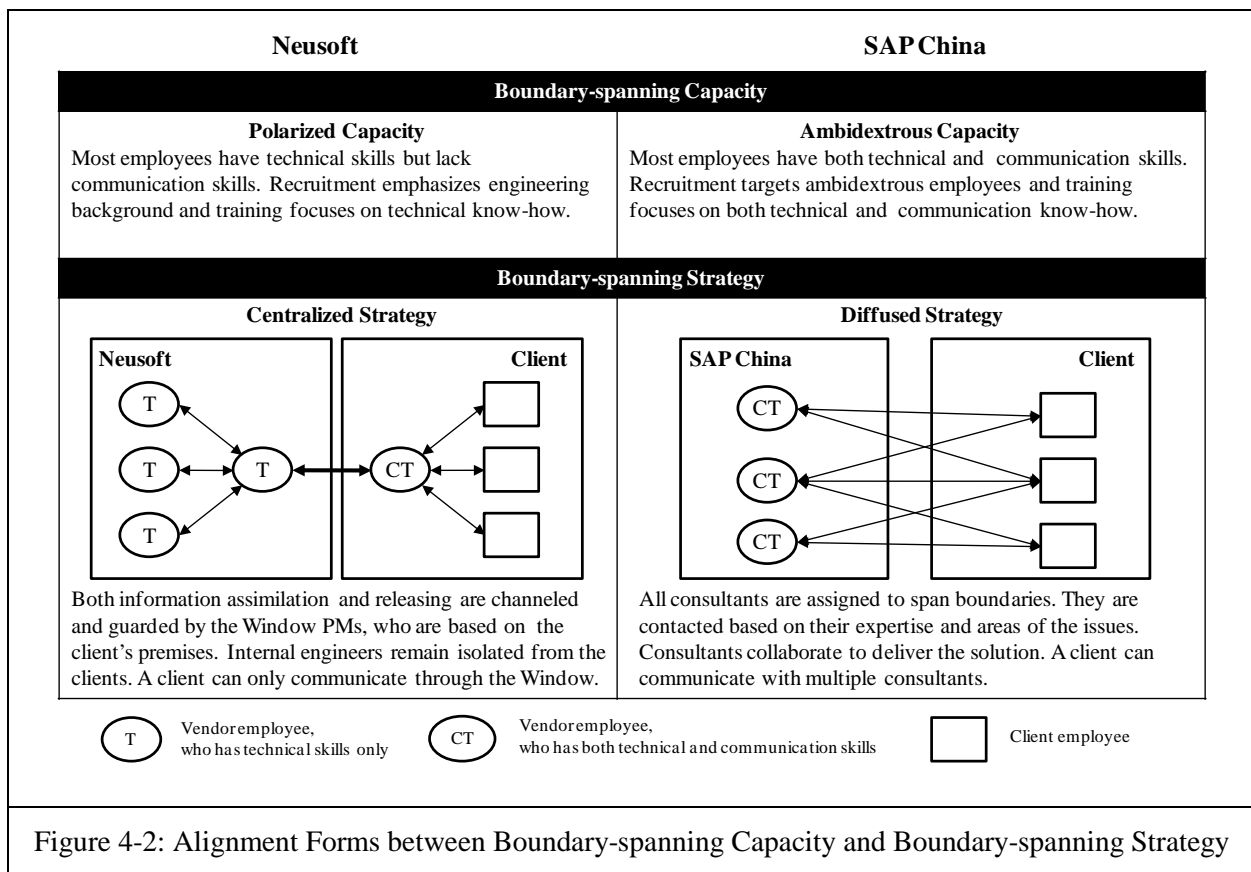 Neusoft
SAP China
Boundary-spanning Capacity
Polarized Capacity
Most employees have technical skills but lack
communication skills. Recruitment emphasizes engineering
background and training focuses on technical know-how.
Ambidextrous Capacity
Most employees have both technical and communication skills.
Recruitment targets ambidextrous employees and training
focuses on both technical and communication know-how.
Boundary-spanning Strategy
Centralized Strategy
Neusoft
Client
T
T
T
T
CT
Both information assimilation and releasing are channeled
and guarded by the Window PMs, who are based on the
client's premises. Internal engineers remain isolated from the
clients. A client can only communicate through the Window.
Diffused Strategy
SAP China
Client
CT
CT
CT
All consultants are assigned to span boundaries. They are
contacted based on their expertise and areas of the issues.
Consultants collaborate to deliver the solution. A client can
communicate with multiple consultants.
T
Vendor employee,
who has technical skills only
CT
Vendor employee,
who has both technical and communication skills
Client employee
Figure 4-2: Alignment Forms between Boundary-spanning Capacity and Boundary-spanning Strategy